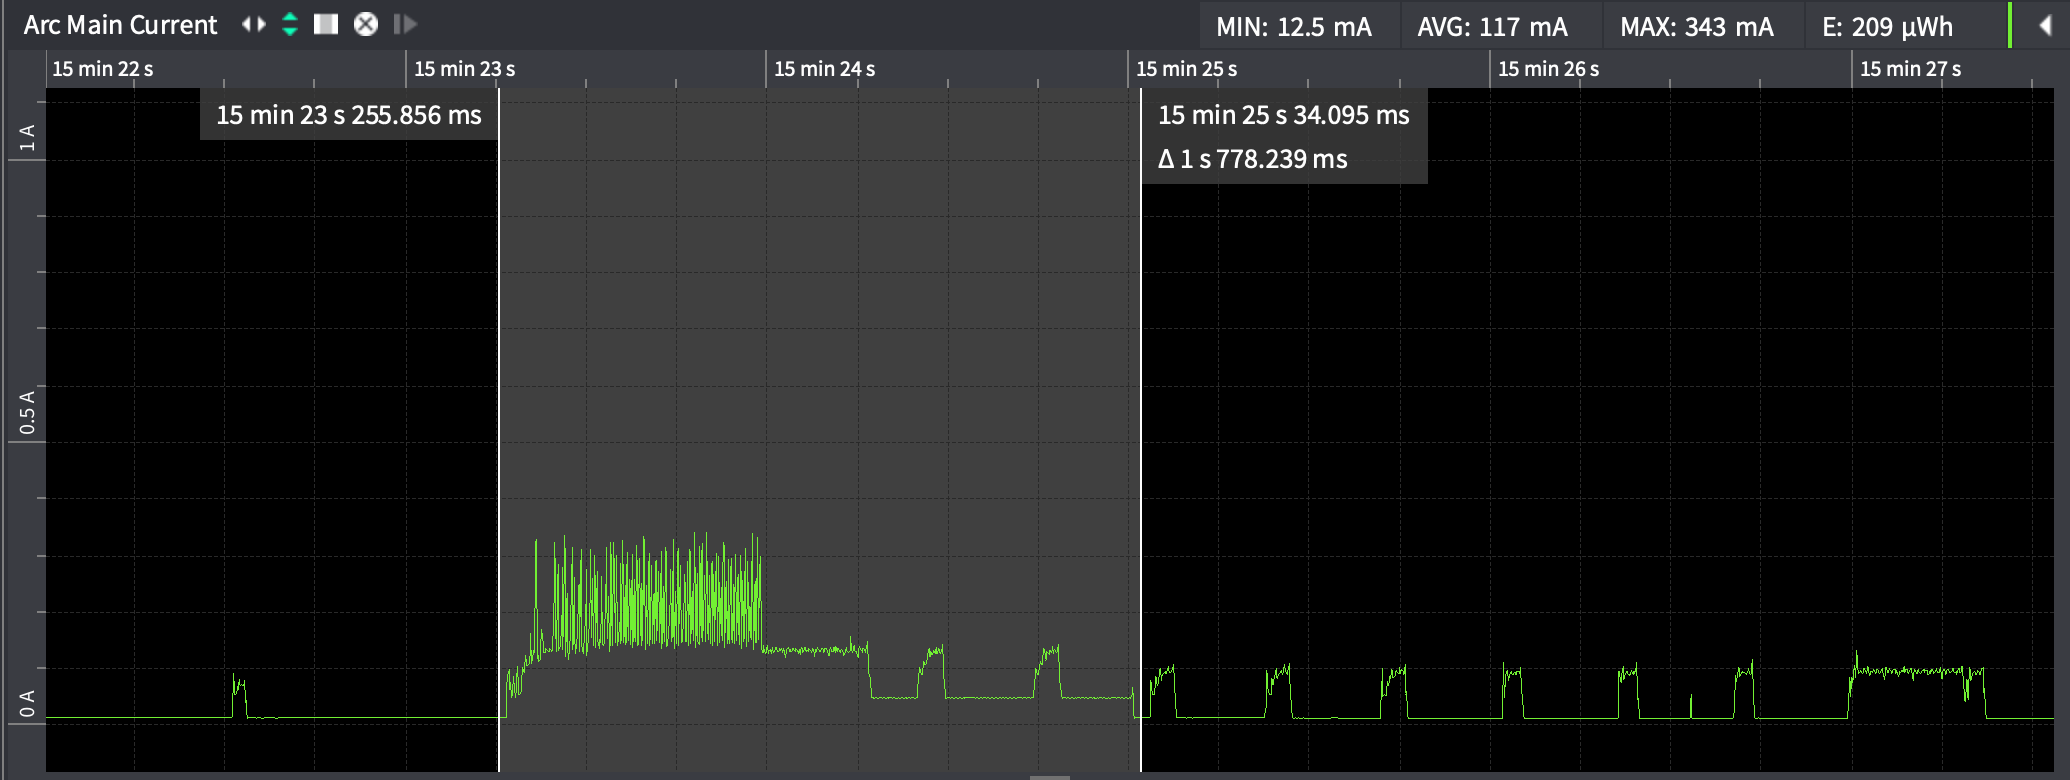 Arc Main Current
MIN: 12.5 mA
AVG: 117 mA
MAX: 343 mA
E: 209 µWh
15 min 22 s
15 min 23 s
15 min 24 s
15 min 25 s
15 min 26 s
15 min 27 s
15 min 23 s 255.856 ms
15 min 25 s 34.095 ms
Δ 1 s 778.239 ms
1 A
0.5 A
0 A